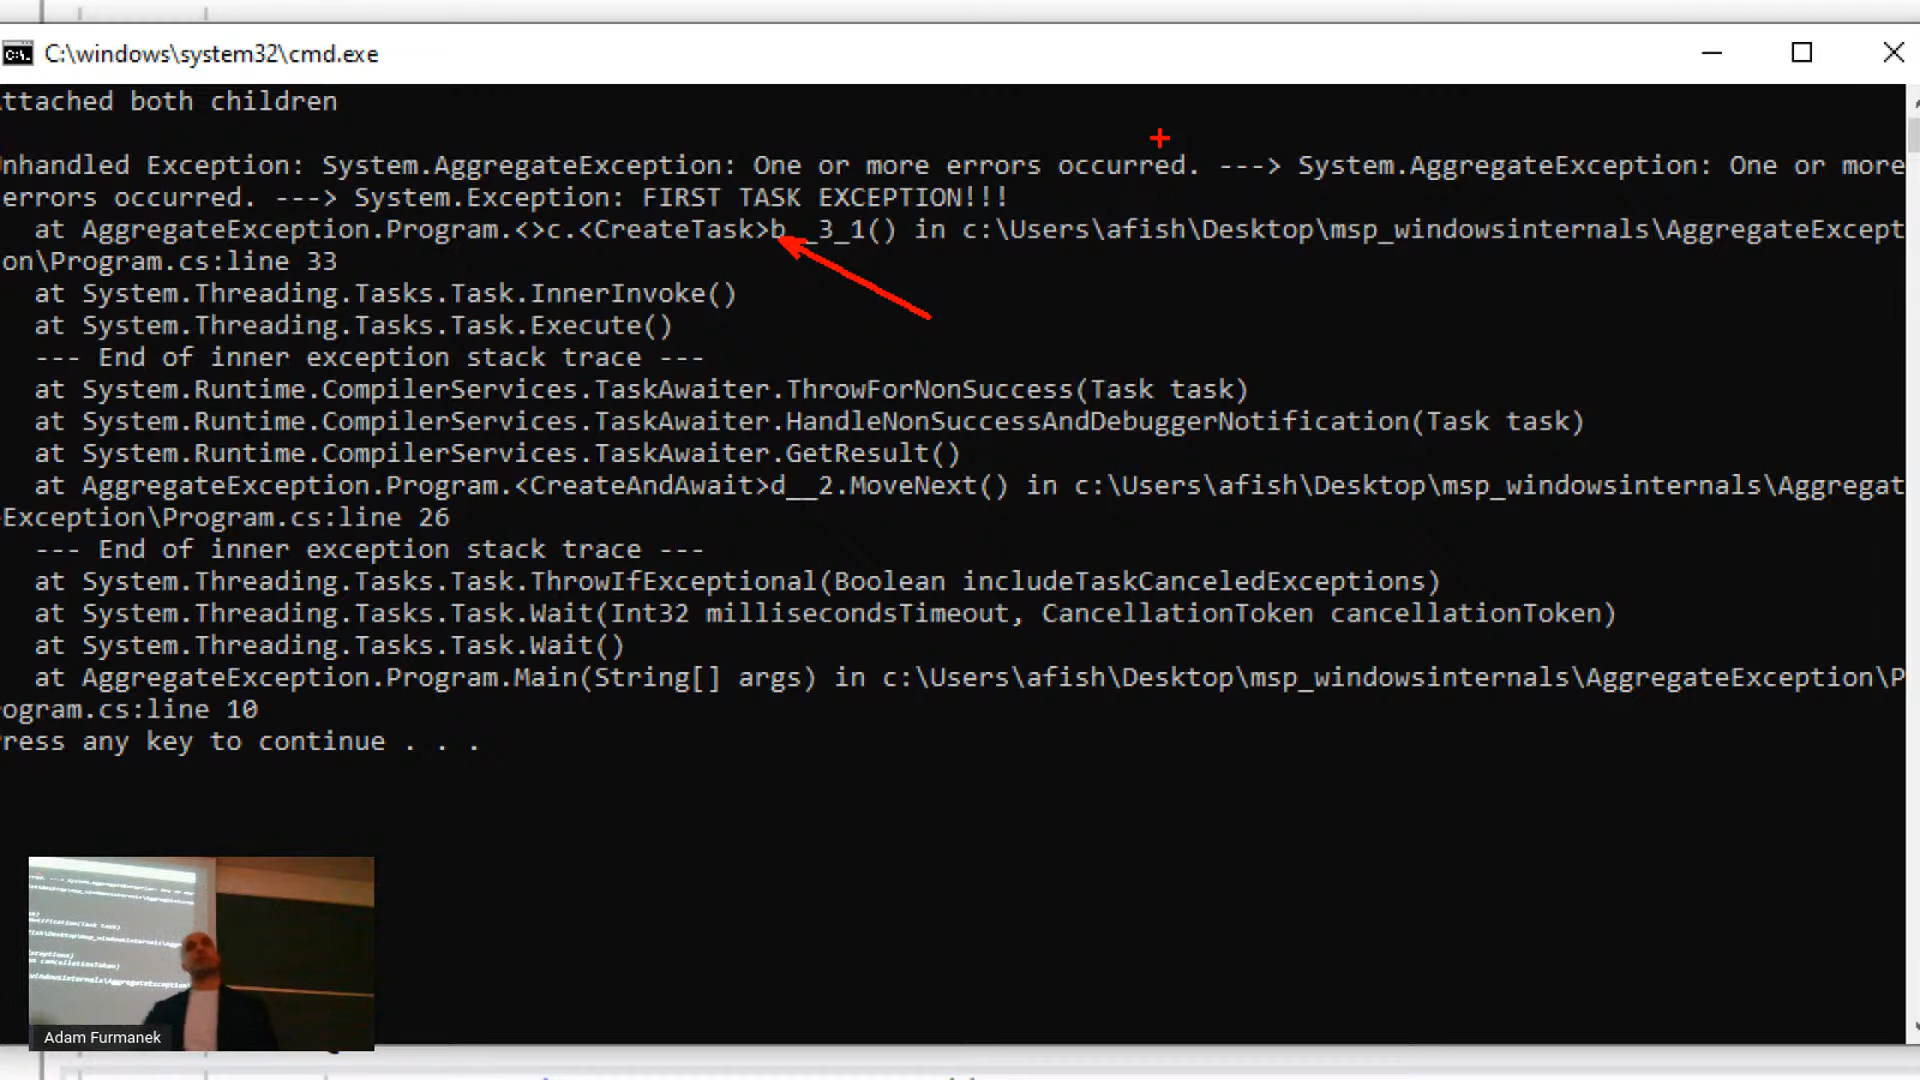 C:\windows\system32\cmd.exe
ttached both children
nhandled Exception: System.AggregateException: One or more errors occurred. ---> System.AggregateException: One or more
errors occurred. ---> System.Exception: FIRST TASK EXCEPTION!!!
at AggregateException.Program.<>c.<CreateTask>b__3_1() in c:\Users\afish\Desktop\msp_windowsinternals\AggregateExcept
on\Program.cs:line 33
at System.Threading.Tasks.Task.InnerInvoke()
at System.Threading.Tasks.Task.Execute()
--- End of inner exception stack trace ---
at System.Runtime.CompilerServices.TaskAwaiter.ThrowForNonSuccess(Task task)
at System.Runtime.CompilerServices.TaskAwaiter.HandleNonSuccessAndDebuggerNotification(Task task)
at System.Runtime.CompilerServices.TaskAwaiter.GetResult()
at AggregateException.Program.<CreateAndAwait>d__2.MoveNext() in c:\Users\afish\Desktop\msp_windowsinternals\Aggregat
Exception\Program.cs:line 26
--- End of inner exception stack trace ---
at System.Threading.Tasks.Task.ThrowIfExceptional(Boolean includeTaskCanceledExceptions)
at System.Threading.Tasks.Task.Wait(Int32 millisecondsTimeout, CancellationToken cancellationToken)
at System.Threading.Tasks.Task.Wait()
at AggregateException.Program.Main(String[] args) in c:\Users\afish\Desktop\msp_windowsinternals\AggregateException\P
ogram.cs:line 10
ress any key to continue . . .
Adam Furmanek